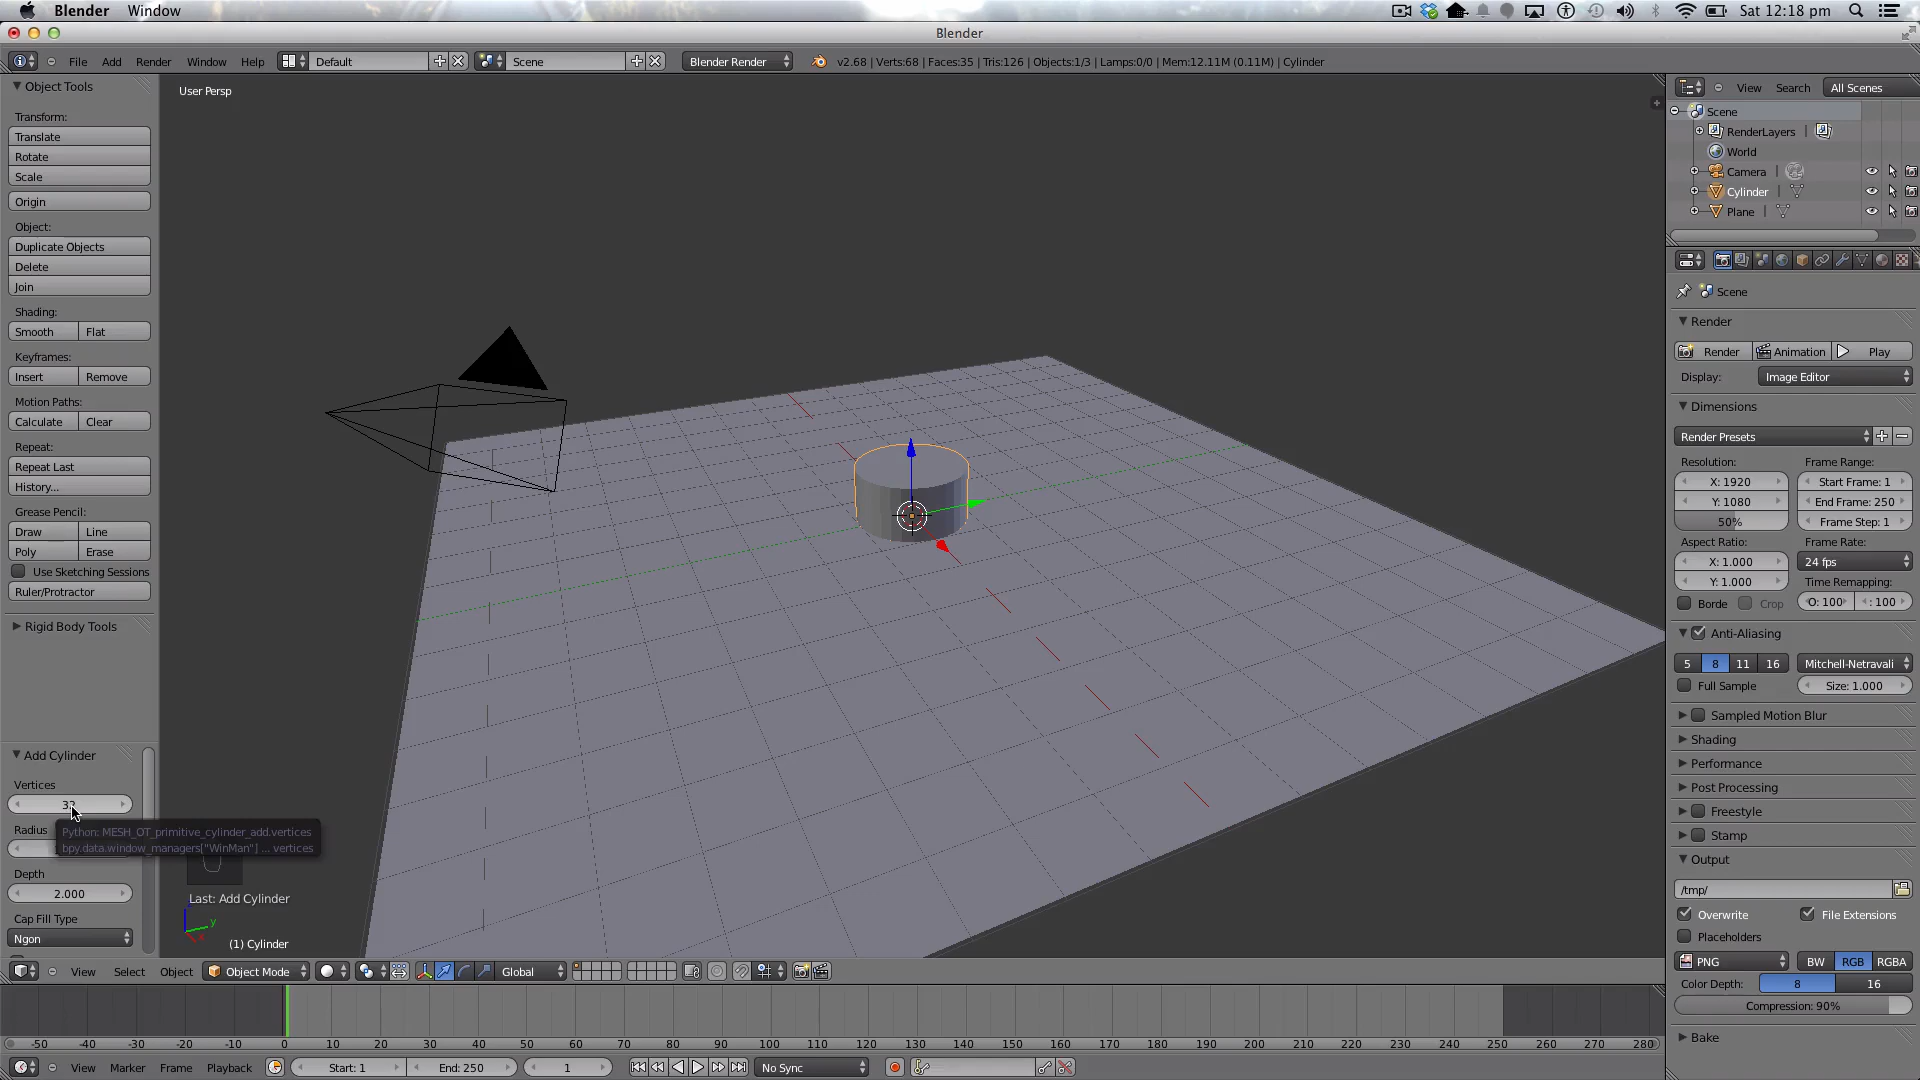 Blender Window Sat 12:18 pm
Blender
File Add Render Window Help Default Scene Blender Render v2.68 | Verts:68 | Faces:35 | Tris:126 | Objects:1/3 | Lamps:0/0 | Mem:12.11M (0.11M) | Cylinder
Object Tools
Transform:
Translate
Rotate
Scale
Origin
Object:
Duplicate Objects
Delete
Join
Shading:
Smooth Flat
Keyframes:
Insert Remove
Motion Paths:
Calculate Clear
Repeat:
Repeat Last
History...
Grease Pencil:
Draw Line
Poly Erase
Use Sketching Sessions
Ruler/Protractor
Rigid Body Tools
Add Cylinder
Vertices
32
Radius
Python: MESH_OT_primitive_cylinder_add.vertices
bpy.data.window_managers["WinMan"] ... vertices
Depth
2.000
Cap Fill Type
Ngon
User Persp
Last: Add Cylinder
y
(1) Cylinder
View Select Object Object Mode Global
-50 -40 -30 -20 -10 0 10 20 30 40 50 60 70 80 90 100 110 120 130 140 150 160 170 180 190 200 210 220 230 240 250 260 270 280
View Marker Frame Playback Start: 1 End: 250 1 No Sync
View Search All Scenes
Scene
RenderLayers |
World
Camera |
Cylinder |
Plane |
Scene
Render
Render Animation Play
Display: Image Editor
Dimensions
Render Presets
Resolution: Frame Range:
X: 1920 Start Frame: 1
Y: 1080 End Frame: 250
50% Frame Step: 1
Aspect Ratio: Frame Rate:
X: 1.000 24 fps
Y: 1.000 Time Remapping:
Borde Crop O: 100 : 100
Anti-Aliasing
5 8 11 16 Mitchell-Netravali
Full Sample Size: 1.000
Sampled Motion Blur
Shading
Performance
Post Processing
Freestyle
Stamp
Output
/tmp/
Overwrite File Extensions
Placeholders
PNG BW RGB RGBA
Color Depth: 8 16
Compression: 90%
Bake